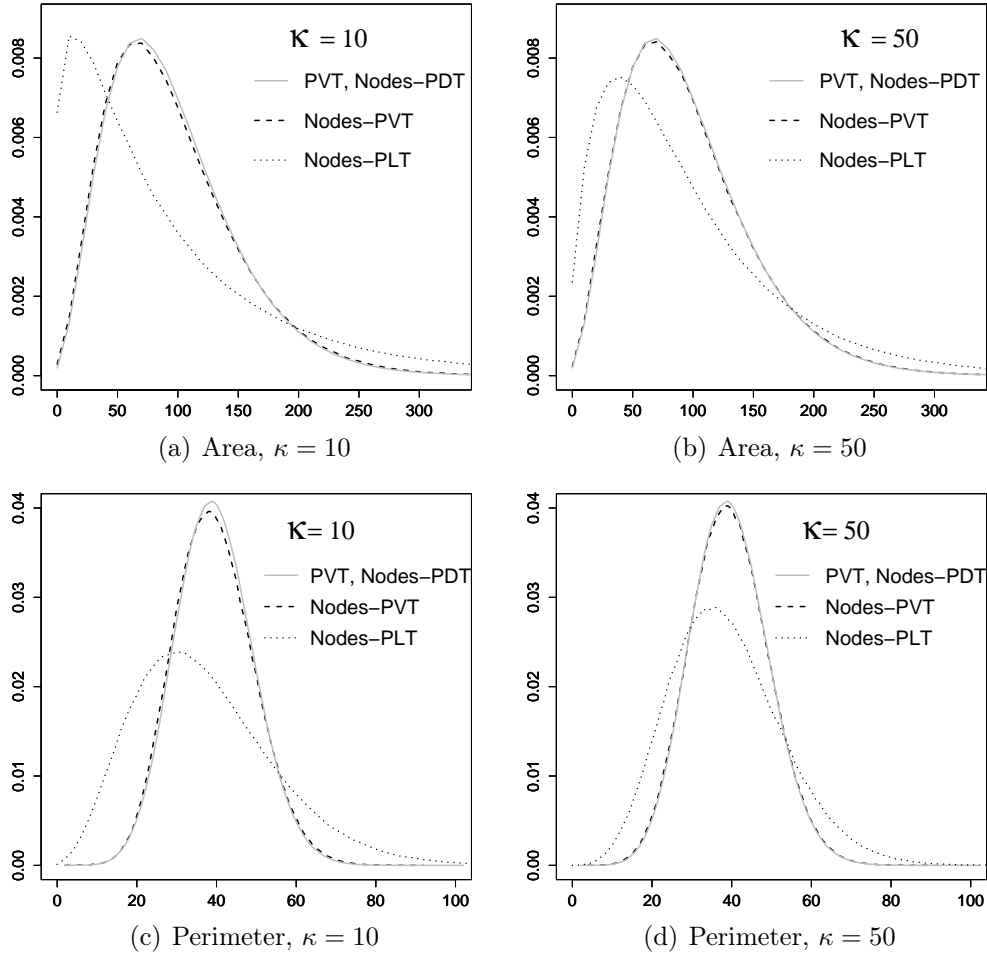 0.000 0.002 0.004 0.006 0.008
κ = 10
PVT, Nodes−PDT
Nodes−PVT
Nodes−PLT
0 50 100 150 200 250 300
(a) Area, κ = 10
0.000 0.002 0.004 0.006 0.008
κ = 50
PVT, Nodes−PDT
Nodes−PVT
Nodes−PLT
0 50 100 150 200 250 300
(b) Area, κ = 50
0.00 0.01 0.02 0.03 0.04
κ= 10
PVT, Nodes−PDT
Nodes−PVT
Nodes−PLT
0 20 40 60 80 100
(c) Perimeter, κ = 10
0.00 0.01 0.02 0.03 0.04
κ= 50
PVT, Nodes−PDT
Nodes−PVT
Nodes−PLT
0 20 40 60 80 100
(d) Perimeter, κ = 50